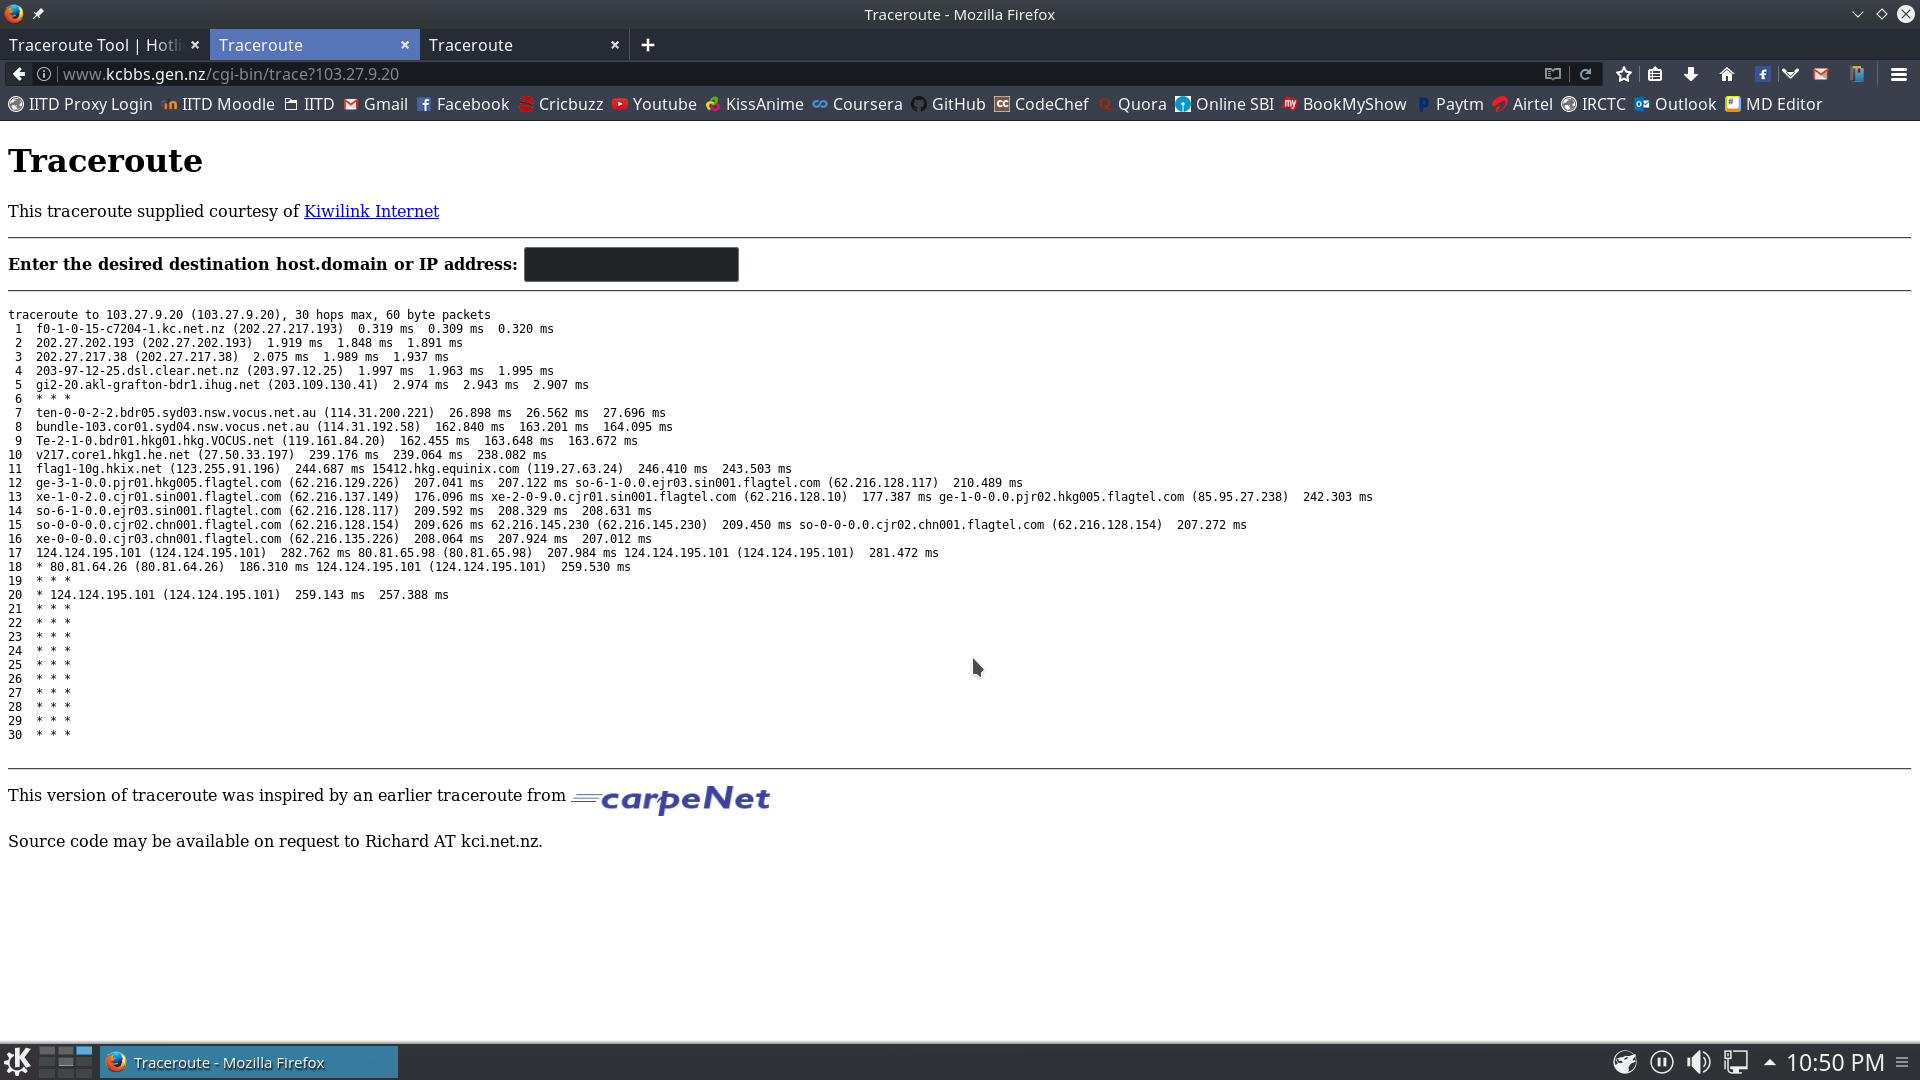 Traceroute - Mozilla Firefox
Traceroute Tool | Hotli
Traceroute
Traceroute
www.kcbbs.gen.nz/cgi-bin/trace?103.27.9.20
IITD Proxy Login IITD Moodle IITD Gmail Facebook Cricbuzz Youtube KissAnime Coursera GitHub CodeChef Quora Online SBI BookMyShow Paytm Airtel IRCTC Outlook MD Editor
Traceroute
This traceroute supplied courtesy of Kiwilink Internet
Enter the desired destination host.domain or IP address:
traceroute to 103.27.9.20 (103.27.9.20), 30 hops max, 60 byte packets
1 f0-1-0-15-c7204-1.kc.net.nz (202.27.217.193) 0.319 ms 0.309 ms 0.320 ms
2 202.27.202.193 (202.27.202.193) 1.919 ms 1.848 ms 1.891 ms
3 202.27.217.38 (202.27.217.38) 2.075 ms 1.989 ms 1.937 ms
4 203-97-12-25.dsl.clear.net.nz (203.97.12.25) 1.997 ms 1.963 ms 1.995 ms
5 gi2-20.akl-grafton-bdr1.ihug.net (203.109.130.41) 2.974 ms 2.943 ms 2.907 ms
6 * * *
7 ten-0-0-2-2.bdr05.syd03.nsw.vocus.net.au (114.31.200.221) 26.898 ms 26.562 ms 27.696 ms
8 bundle-103.cor01.syd04.nsw.vocus.net.au (114.31.192.58) 162.840 ms 163.201 ms 164.095 ms
9 Te-2-1-0.bdr01.hkg01.hkg.VOCUS.net (119.161.84.20) 162.455 ms 163.648 ms 163.672 ms
10 v217.core1.hkg1.he.net (27.50.33.197) 239.176 ms 239.064 ms 238.082 ms
11 flag1-10g.hkix.net (123.255.91.196) 244.687 ms 15412.hkg.equinix.com (119.27.63.24) 246.410 ms 243.503 ms
12 ge-3-1-0.0.pjr01.hkg005.flagtel.com (62.216.129.226) 207.041 ms 207.122 ms so-6-1-0.0.ejr03.sin001.flagtel.com (62.216.128.117) 210.489 ms
13 xe-1-0-2.0.cjr01.sin001.flagtel.com (62.216.137.149) 176.096 ms xe-2-0-9.0.cjr01.sin001.flagtel.com (62.216.128.10) 177.387 ms ge-1-0-0.0.pjr02.hkg005.flagtel.com (85.95.27.238) 242.303 ms
14 so-6-1-0.0.ejr03.sin001.flagtel.com (62.216.128.117) 209.592 ms 208.329 ms 208.631 ms
15 so-0-0-0.0.cjr02.chn001.flagtel.com (62.216.128.154) 209.626 ms 62.216.145.230 (62.216.145.230) 209.450 ms so-0-0-0.0.cjr02.chn001.flagtel.com (62.216.128.154) 207.272 ms
16 xe-0-0-0.0.cjr03.chn001.flagtel.com (62.216.135.226) 208.064 ms 207.924 ms 207.012 ms
17 124.124.195.101 (124.124.195.101) 282.762 ms 80.81.65.98 (80.81.65.98) 207.984 ms 124.124.195.101 (124.124.195.101) 281.472 ms
18 * 80.81.64.26 (80.81.64.26) 186.310 ms 124.124.195.101 (124.124.195.101) 259.530 ms
19 * * *
20 * 124.124.195.101 (124.124.195.101) 259.143 ms 257.388 ms
21 * * *
22 * * *
23 * * *
24 * * *
25 * * *
26 * * *
27 * * *
28 * * *
29 * * *
30 * * *
This version of traceroute was inspired by an earlier traceroute from carpeNet
Source code may be available on request to Richard AT kci.net.nz.
Traceroute - Mozilla Firefox
10:50 PM